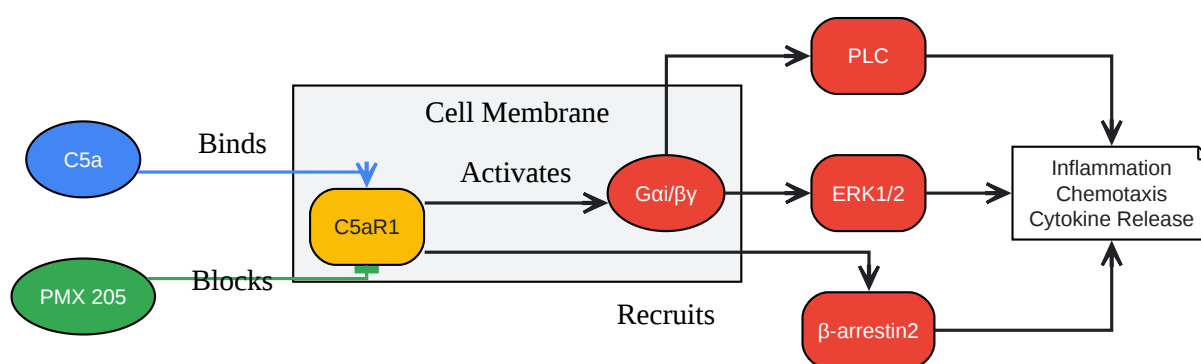 PLC
Cell Membrane
C5a
Binds
Activates
Inflammation
Chemotaxis
Cytokine Release
Gαi/βγ
ERK1/2
C5aR1
PMX 205
Blocks
Recruits
β-arrestin2